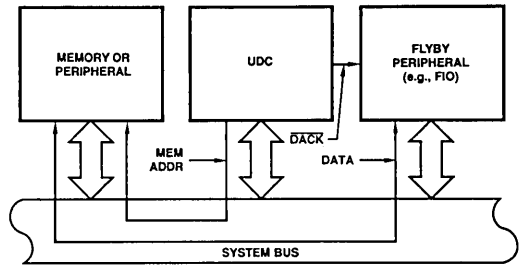 MEMORY OR
PERIPHERAL
UDC
FLYBY
PERIPHERAL
(e.g., FIO)
DACK
MEM
ADDR
DATA
SYSTEM BUS